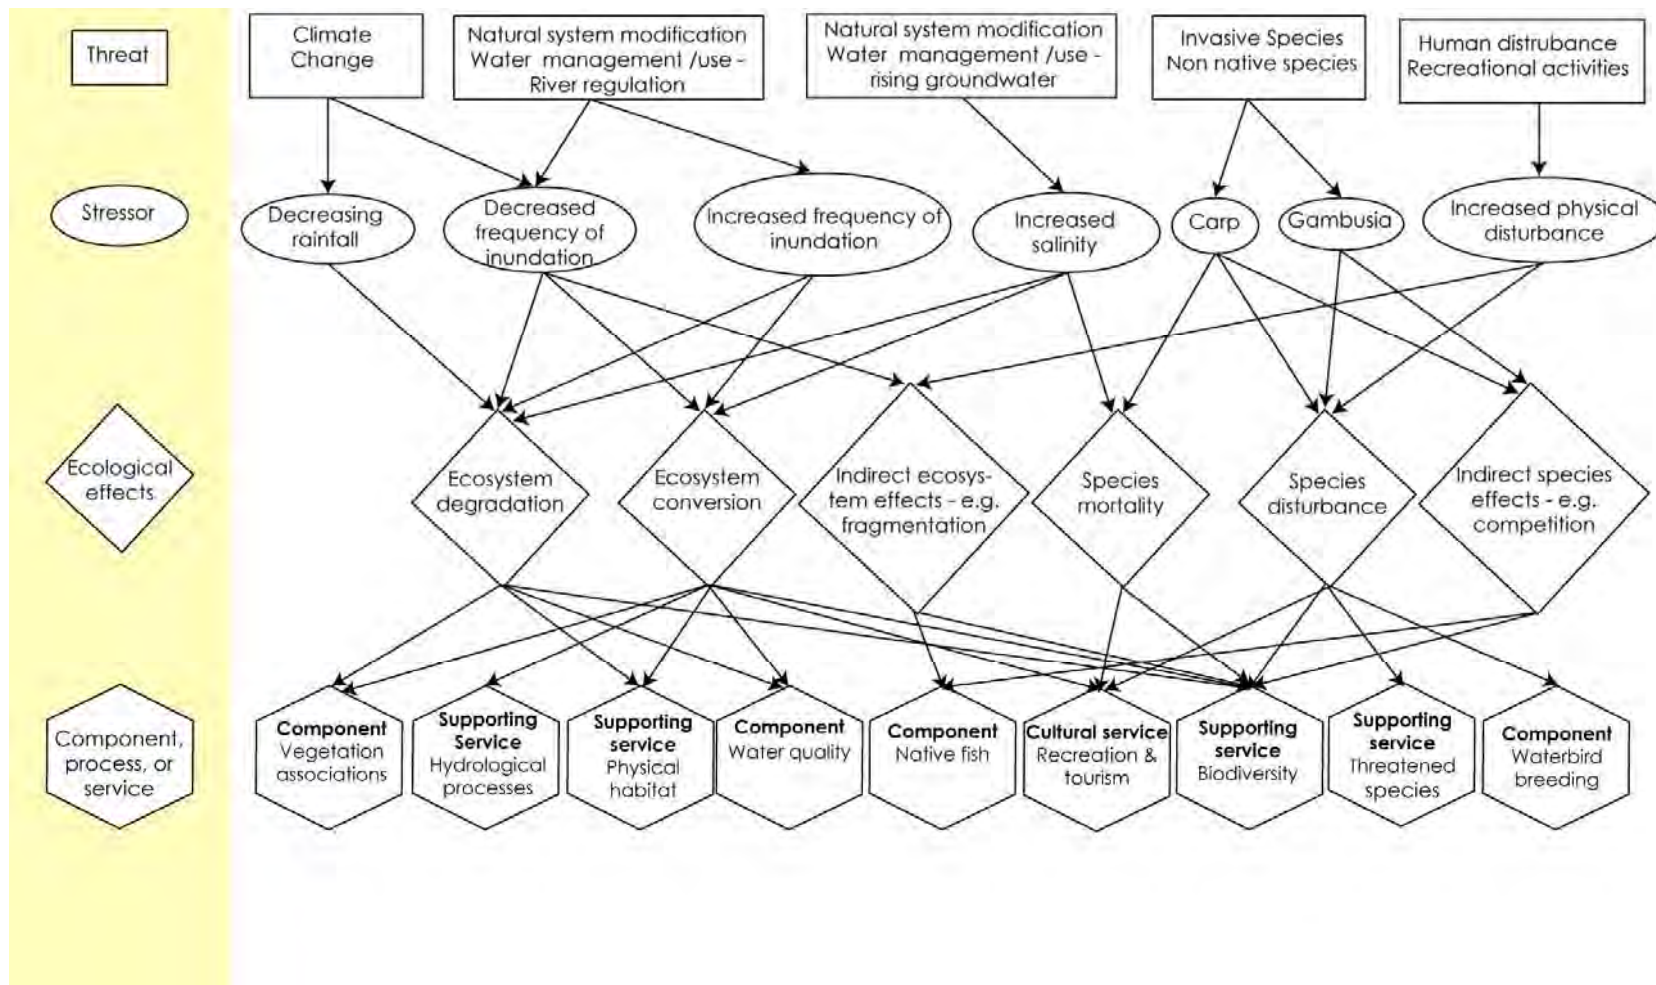 Threat
Climate
Change
Natural system modification
Water management /use -
River regulation
Natural system modification
Water management /use -
rising groundwater
Invasive Species
Non native species
Human distrubance
Recreational activities
Stressor
Decreasing
rainfall
Decreased
frequency of
inundation
Increased frequency of
inundation
Increased
salinity
Carp
Gambusia
Increased physical
disturbance
Ecological
effects
Ecosystem
degradation
Ecosystem
conversion
Indirect ecosys-
tem effects - e.g.
fragmentation
Species
mortality
Species
disturbance
Indirect species
effects - e.g.
competition
Component,
process, or
service
Component
Vegetation
associations
Supporting
Service
Hydrological
processes
Supporting
service
Physical
habitat
Component
Water quality
Component
Native fish
Cultural service
Recreation &
tourism
Supporting
service
Biodiversity
Supporting
service
Threatened
species
Component
Waterbird
breeding